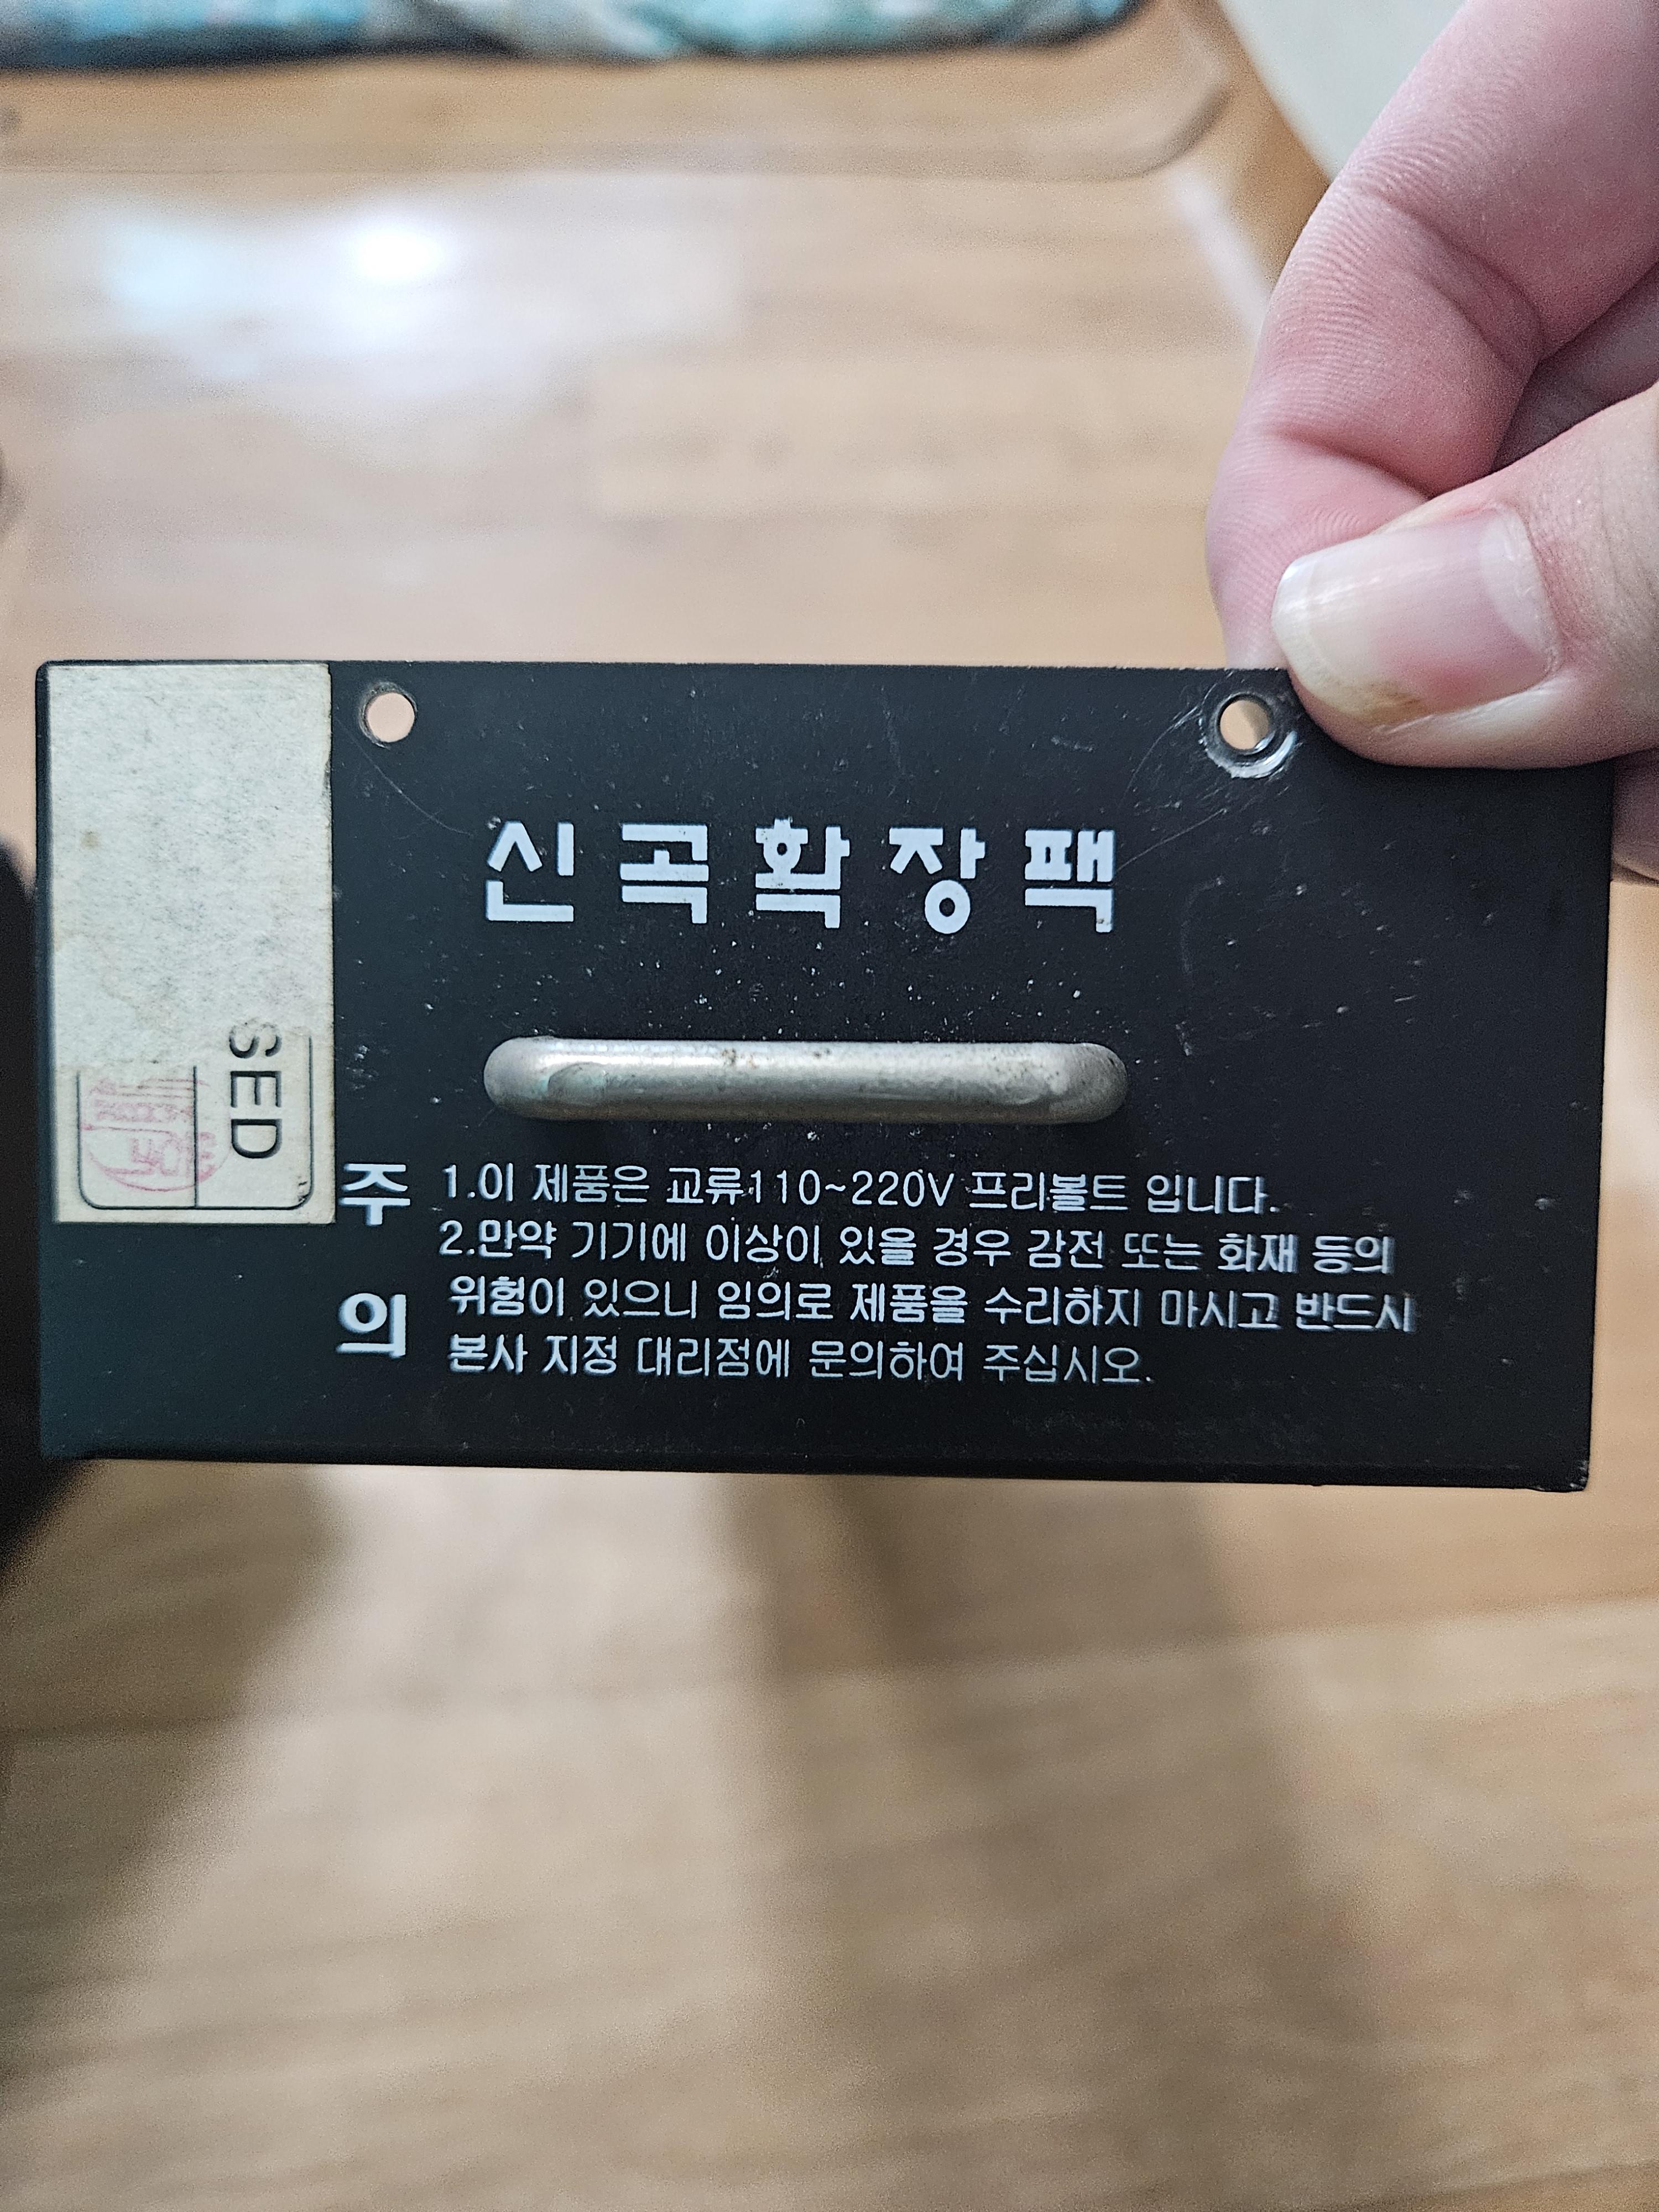 신곡확장팩
SED
주의
1.이 제품은 교류110~220V 프리볼트 입니다.
2.만약 기기에 이상이 있을 경우 감전 또는 화재 등의
위험이 있으니 임의로 제품을 수리하지 마시고 반드시
본사 지정 대리점에 문의하여 주십시오.